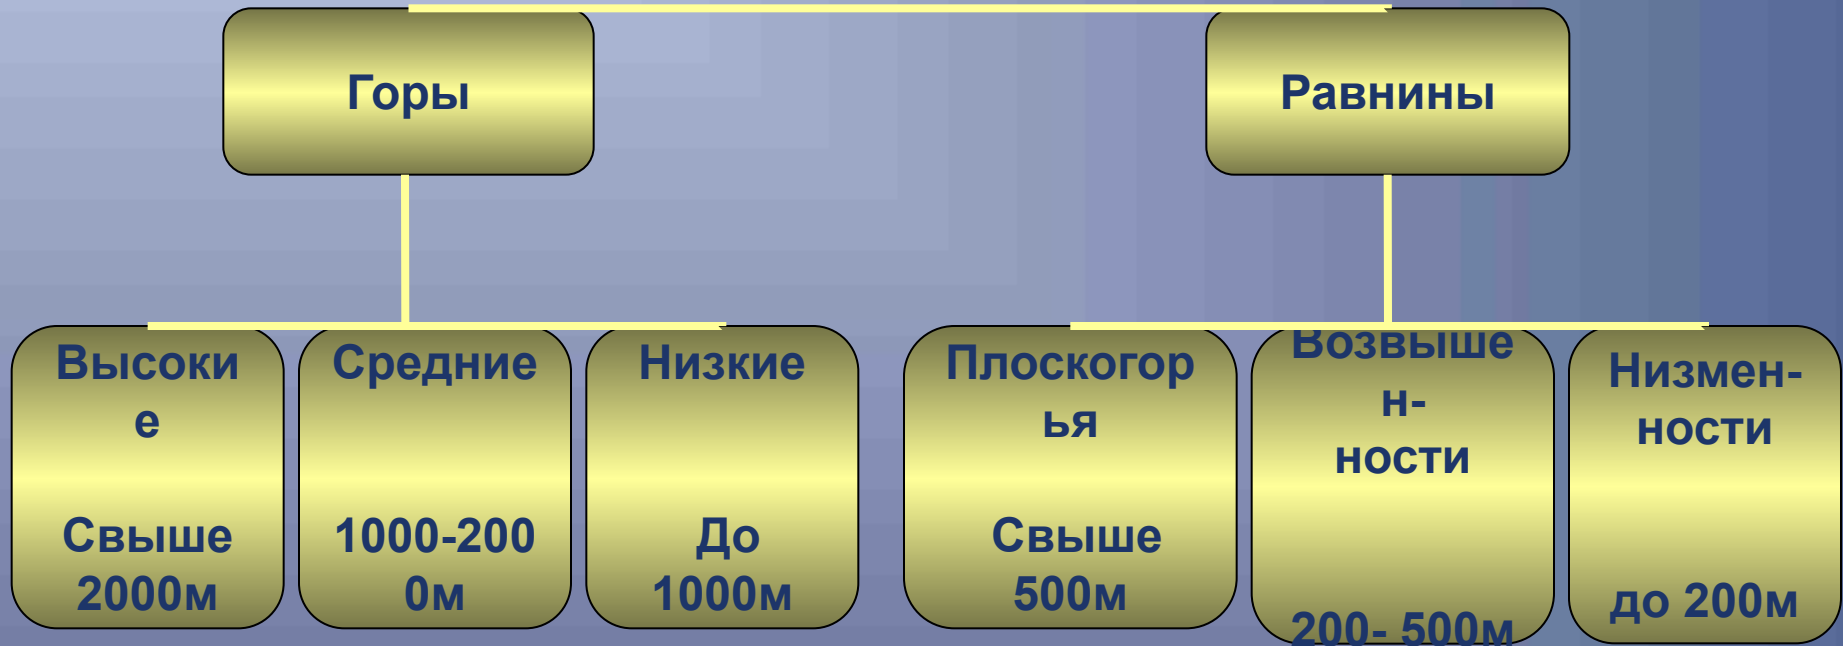 Горы
Равнины
Высоки
е
Свыше
2000м
Средние
1000-200
0м
Низкие
До
1000м
Плоскогор
ья
Свыше
500м
Возвыше
н-
ности
200- 500м
Низмен-
ности
до 200м